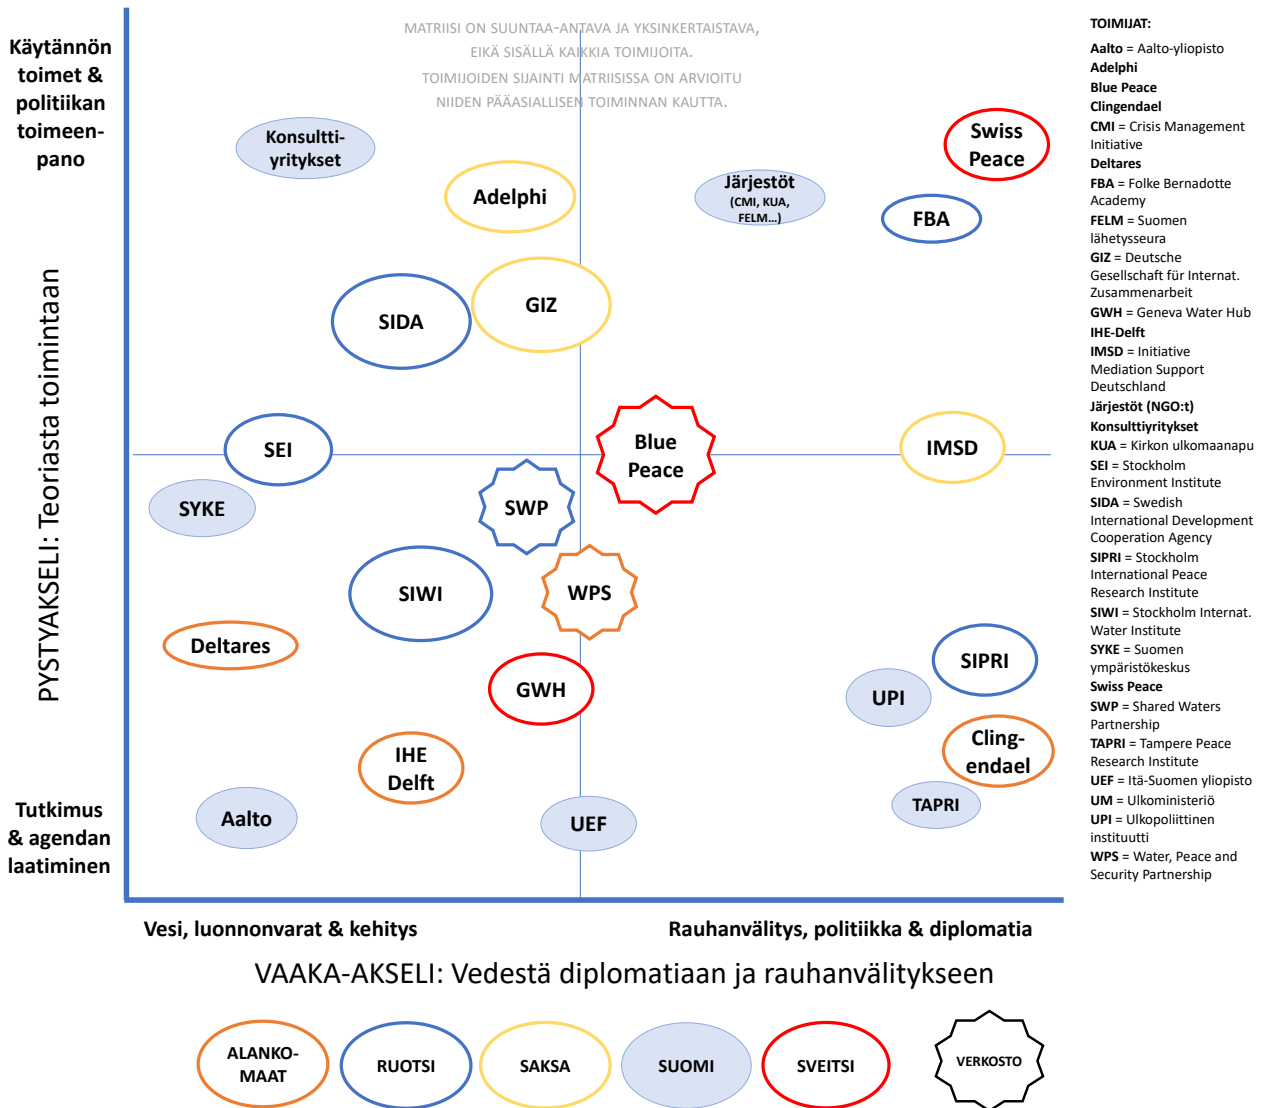 MATRIISI ON SUUNTAA-ANTAVA JA YKSINKERTAISTAVA,
EIKÄ SISÄLLÄ KAIKKIA TOIMIJOITA.
TOIMIJOIDEN SIJAINTI MATRIISISSA ON ARVIOITU
NIIDEN PÄÄASIALLISEN TOIMINNAN KAUTTA.
Käytännön
toimet &
politiikan
toimeen-
pano
PYSTYAKSELI: Teoriasta toimintaan
Tutkimus
& agendan
laatiminen
Konsultti-
yritykset
Adelphi
Järjestöt
(CMI, KUA,
FELM...)
Swiss
Peace
FBA
SIDA
GIZ
SEI
Blue
Peace
IMSD
SYKE
SWP
SIWI
WPS
Deltares
GWH
SIPRI
UPI
IHE
Delft
Cling-
endael
Aalto
UEF
TAPRI
Vesi, luonnonvarat & kehitys
Rauhanvälitys, politiikka & diplomatia
VAAKA-AKSELI: Vedestä diplomatiaan ja rauhanvälitykseen
ALANKO-
MAAT
RUOTSI
SAKSA
SUOMI
SVEITSI
VERKOSTO
TOIMIJAT:
Aalto = Aalto-yliopisto
Adelphi
Blue Peace
Clingendael
CMI = Crisis Management
Initiative
Deltares
FBA = Folke Bernadotte
Academy
FELM = Suomen
lähetysseura
GIZ = Deutsche
Gesellschaft für Internat.
Zusammenarbeit
GWH = Geneva Water Hub
IHE-Delft
IMSD = Initiative
Mediation Support
Deutschland
Järjestöt (NGO:t)
Konsulttiyritykset
KUA = Kirkon ulkomaanapu
SEI = Stockholm
Environment Institute
SIDA = Swedish
International Development
Cooperation Agency
SIPRI = Stockholm
International Peace
Research Institute
SIWI = Stockholm Internat.
Water Institute
SYKE = Suomen
ympäristökeskus
Swiss Peace
SWP = Shared Waters
Partnership
TAPRI = Tampere Peace
Research Institute
UEF = Itä-Suomen yliopisto
UM = Ulkoministeriö
UPI = Ulkopoliittinen
instituutti
WPS = Water, Peace and
Security Partnership